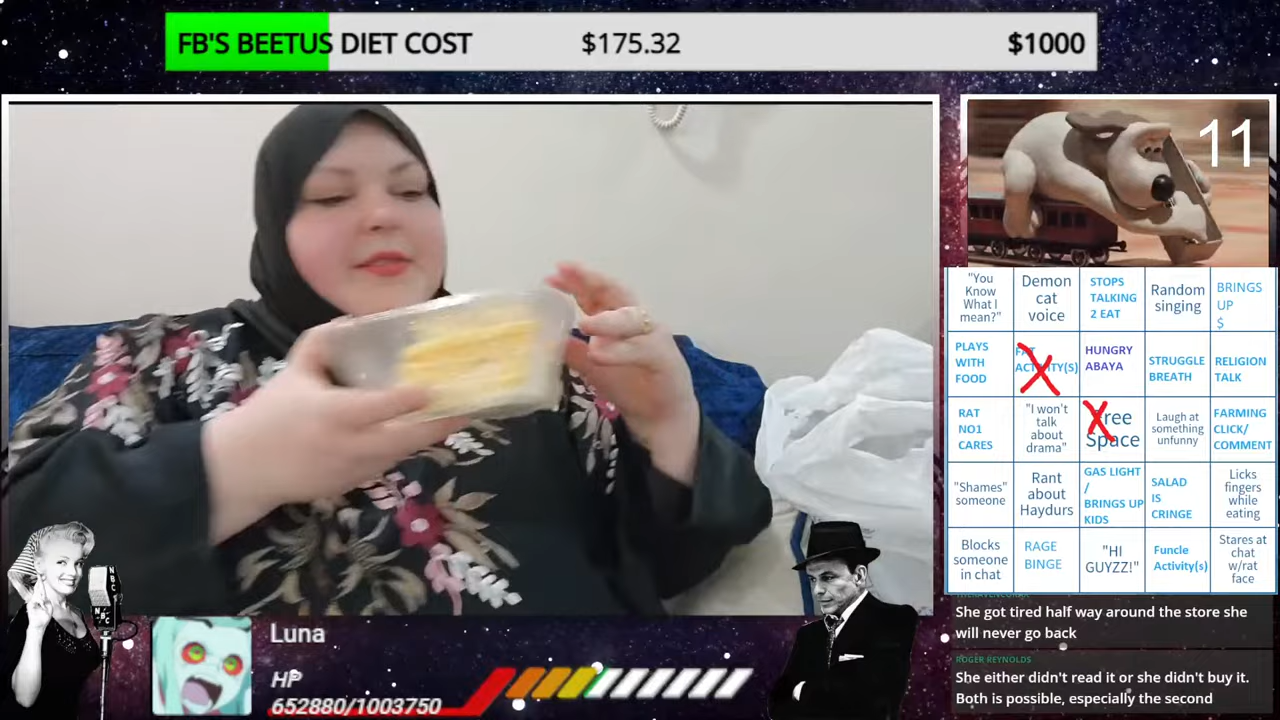 FB'S BEETUS DIET COST $175.32 $1000
11
"You
Know
What I
mean?"
Demon
cat
voice
STOPS
TALKING
2 EAT
Random
singing
BRINGS
UP
$
PLAYS
WITH
FOOD
FAT
ACTIVITY(S)
HUNGRY
ABAYA
STRUGGLE
BREATH
RELIGION
TALK
RAT
NO1
CARES
"I won't
talk
about
drama"
Free
Space
Laugh at
something
unfunny
FARMING
CLICK/
COMMENT
"Shames"
someone
Rant
about
Haydurs
GAS LIGHT
/
BRINGS UP
KIDS
SALAD
IS
CRINGE
Licks
fingers
while
eating
Blocks
someone
in chat
RAGE
BINGE
"HI
GUYZZ!"
Funcle
Activity(s)
Stares at
chat
w/rat
face
She got tired half way around the store she
will never go back
ROGER REYNOLDS
She either didn't read it or she didn't buy it.
Both is possible, especially the second
NBC
Luna
HP
652880/1003750